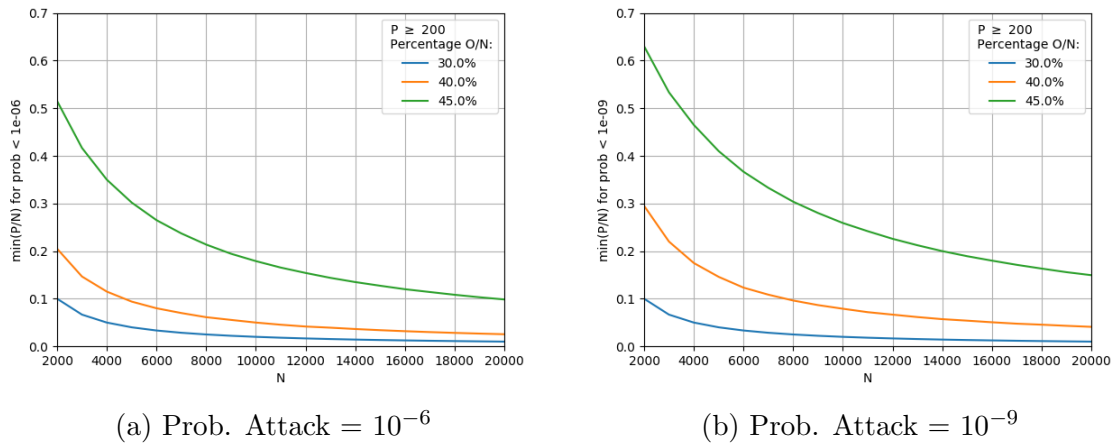 0.7
0.6
0.5
0.4
0.3
0.2
0.1
0.0
min(P/N) for prob < 1e-06
P ≥ 200
Percentage O/N:
30.0%
40.0%
45.0%
2000 4000 6000 8000 10000 12000 14000 16000 18000 20000
N
(a) Prob. Attack = 10⁻⁶
0.7
0.6
0.5
0.4
0.3
0.2
0.1
0.0
min(P/N) for prob < 1e-09
P ≥ 200
Percentage O/N:
30.0%
40.0%
45.0%
2000 4000 6000 8000 10000 12000 14000 16000 18000 20000
N
(b) Prob. Attack = 10⁻⁹